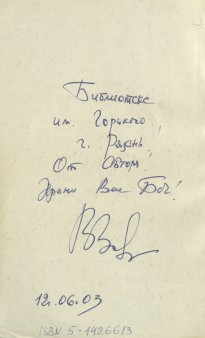 Библиотеке
им. Горького
г. Рязань
От Автора!
Храни Вас Бог!
12.06.03
ISBN 5-1426613